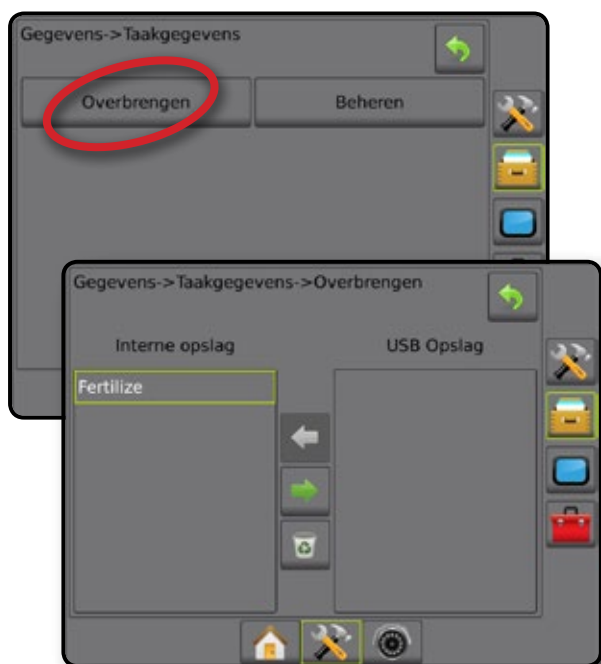 Gegevens->Taakgegevens
Overbrengen Beheren
Gegevens->Taakgegevens->Overbrengen
Interne opslag USB Opslag
Fertilize